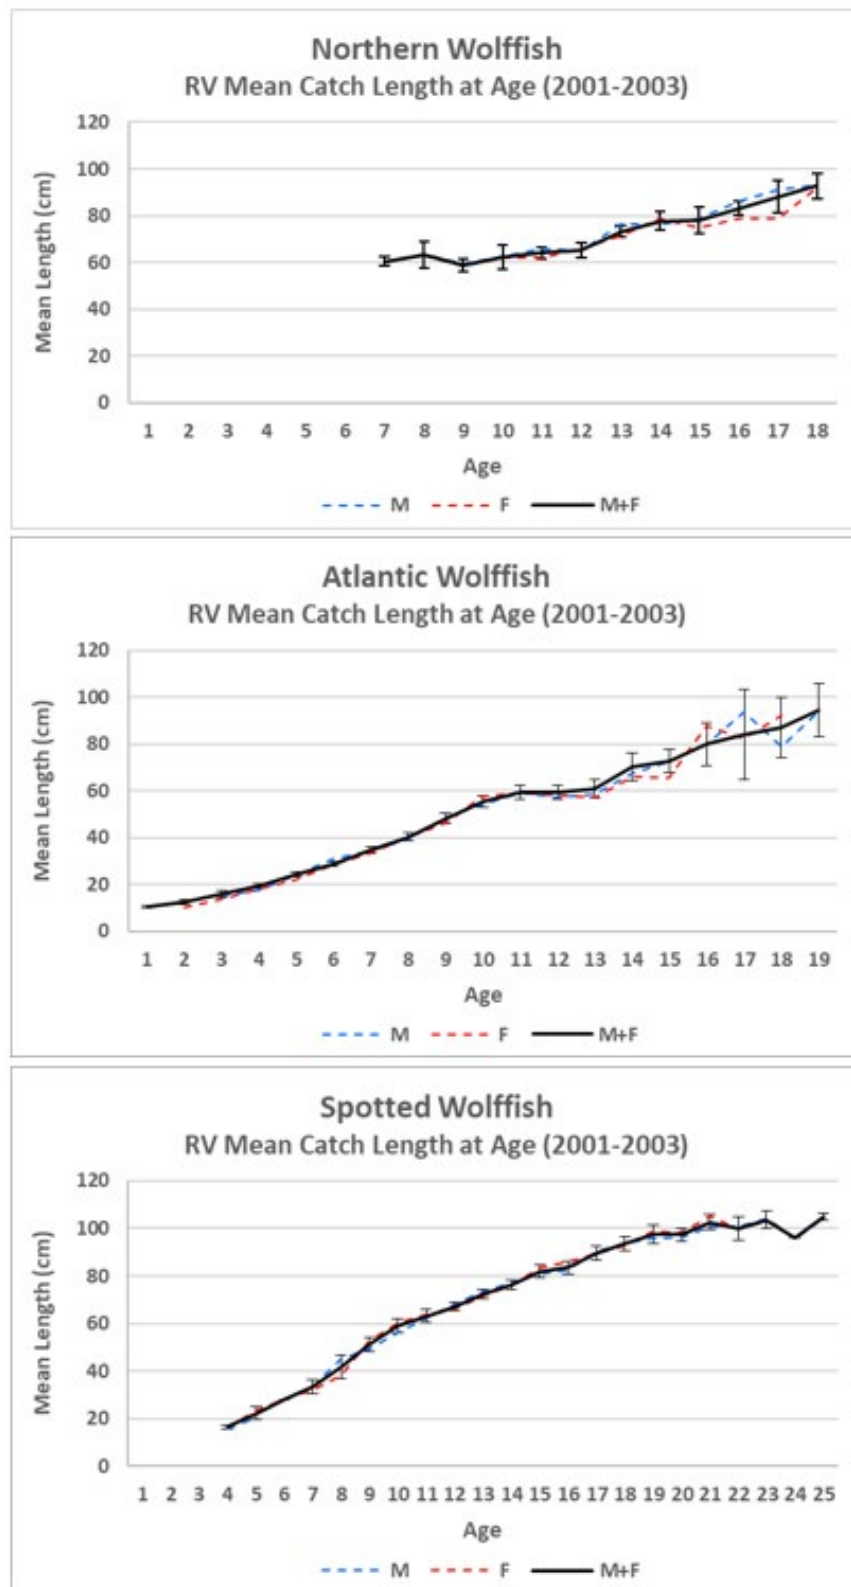 Northern Wolffish
RV Mean Catch Length at Age (2001-2003)
Mean Length (cm)
120
100
80
60
40
20
0
1 2 3 4 5 6 7 8 9 10 11 12 13 14 15 16 17 18
Age
M F M+F
Atlantic Wolffish
RV Mean Catch Length at Age (2001-2003)
Mean Length (cm)
120
100
80
60
40
20
0
1 2 3 4 5 6 7 8 9 10 11 12 13 14 15 16 17 18 19
Age
M F M+F
Spotted Wolffish
RV Mean Catch Length at Age (2001-2003)
Mean Length (cm)
120
100
80
60
40
20
0
1 2 3 4 5 6 7 8 9 10 11 12 13 14 15 16 17 18 19 20 21 22 23 24 25
Age
M F M+F